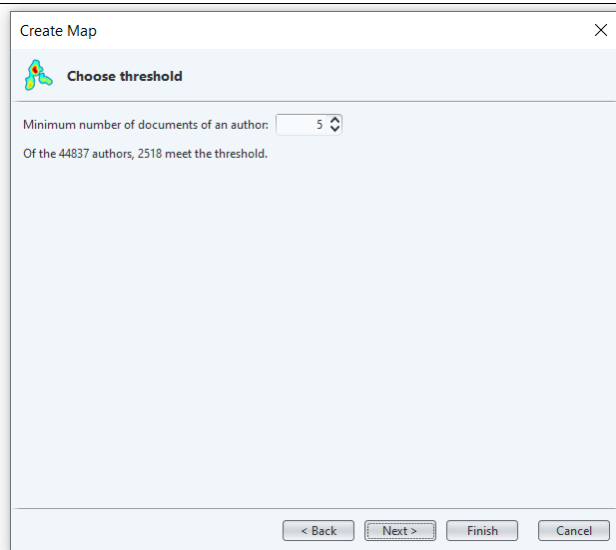 Create Map
Choose threshold
Minimum number of documents of an author: 5
Of the 44837 authors, 2518 meet the threshold.
< Back Next > Finish Cancel